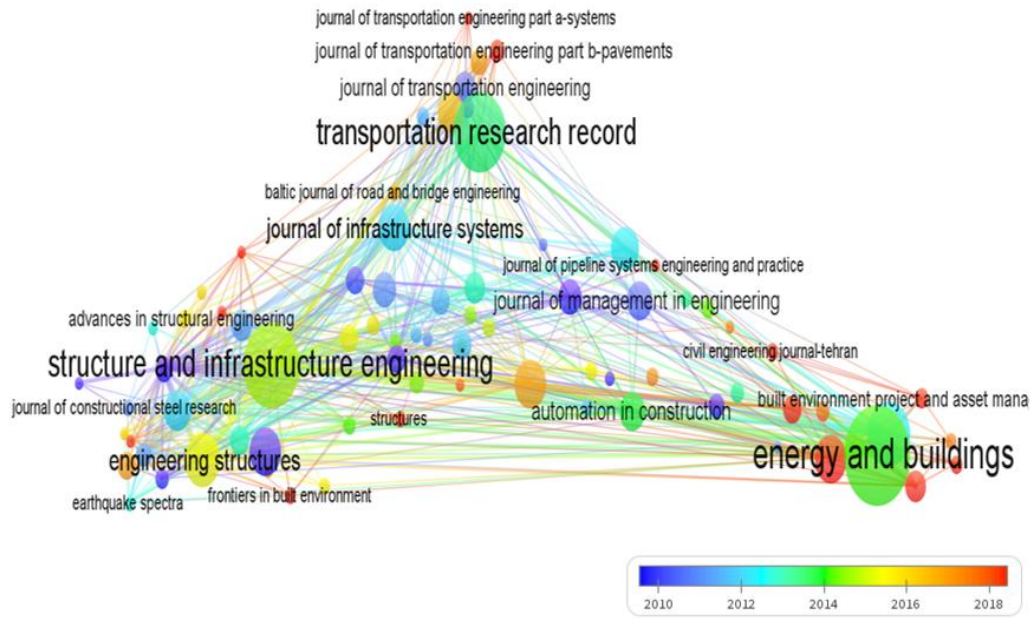 journal of transportation engineering part a-systems
journal of transportation engineering part b-pavements
journal of transportation engineering
transportation research record
baltic journal of road and bridge engineering
journal of infrastructure systems
journal of pipeline systems engineering and practice
journal of management in engineering
advances in structural engineering
structure and infrastructure engineering
civil engineering journal-tehran
built environment project and asset mana
journal of constructional steel research
structures
automation in construction
energy and buildings
engineering structures
earthquake spectra
frontiers in built environment
2010
2012
2014
2016
2018